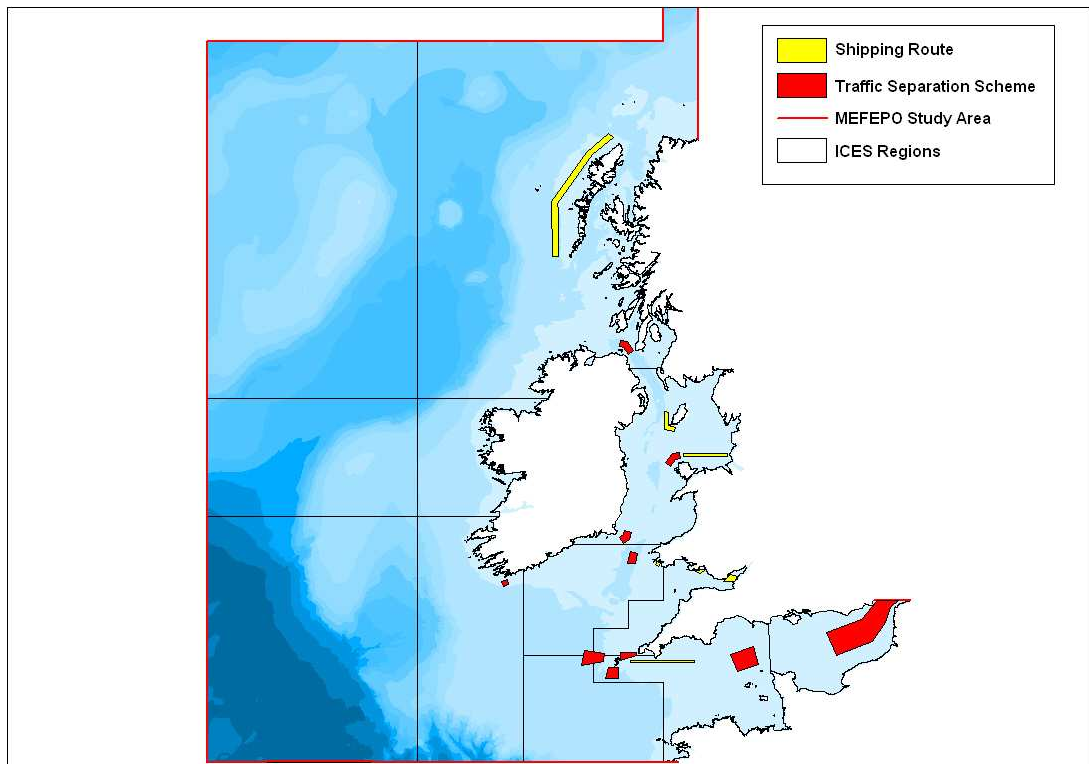 Shipping Route
Traffic Separation Scheme
MEFEPO Study Area
ICES Regions